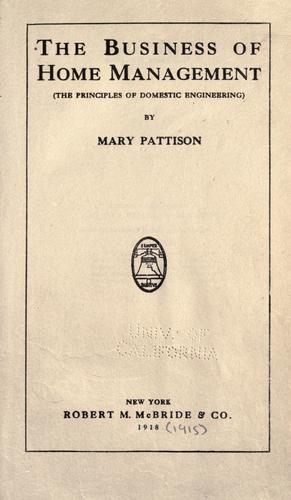 THE BUSINESS OF
HOME MANAGEMENT
(THE PRINCIPLES OF DOMESTIC ENGINEERING)
BY
MARY PATTISON
UNIV. OF
CALIFORNIA
NEW YORK
ROBERT M. McBRIDE & CO.
1918 (1915)